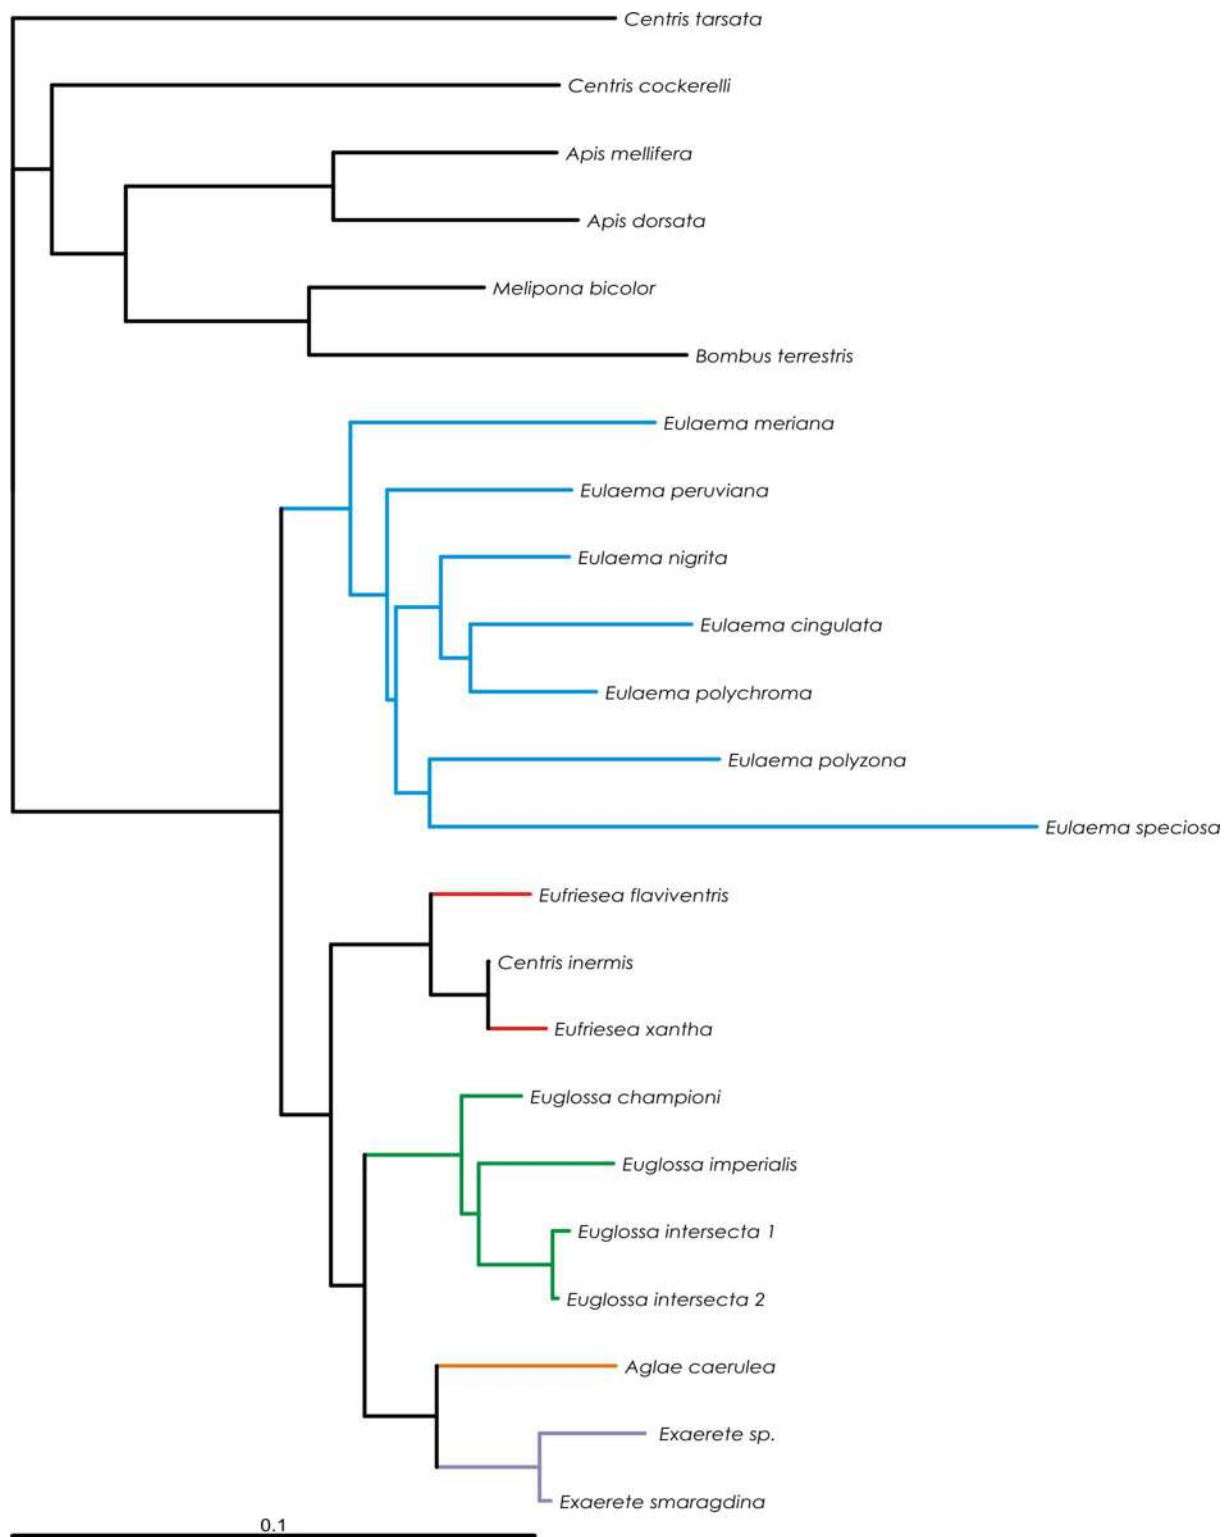 Centris tarsata
Centris cockerelli
Apis mellifera
Apis dorsata
Melipona bicolor
Bombus terrestris
Eulaema meriana
Eulaema peruviana
Eulaema nigrita
Eulaema cingulata
Eulaema polychroma
Eulaema polyzona
Eulaema speciosa
Eufriesea flaviventris
Centris inermis
Eufriesea xantha
Euglossa championi
Euglossa imperialis
Euglossa intersecta 1
Euglossa intersecta 2
Aglae caerulea
Exaerete sp.
Exaerete smaragdina
0.1